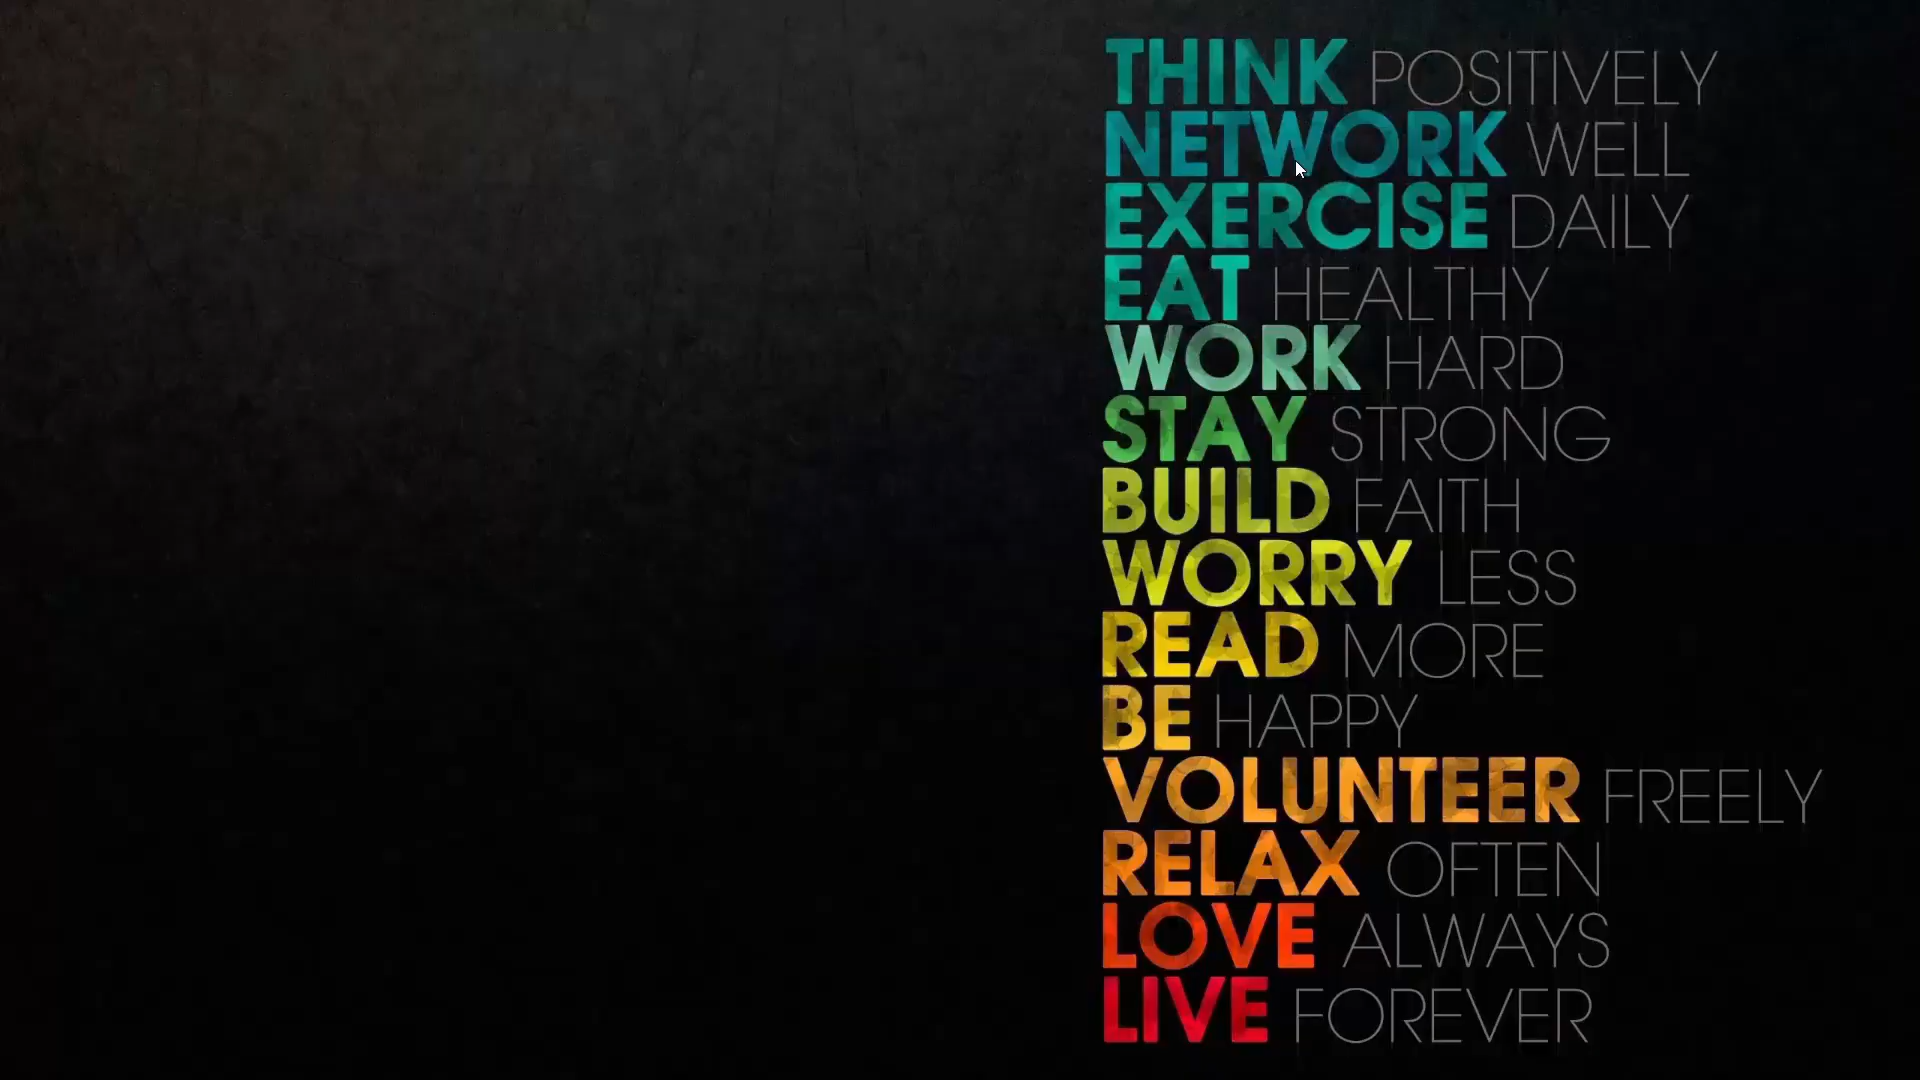 THINK POSITIVELY
NETWORK WELL
EXERCISE DAILY
EAT HEALTHY
WORK HARD
STAY STRONG
BUILD FAITH
WORRY LESS
READ MORE
BE HAPPY
VOLUNTEER FREELY
RELAX OFTEN
LOVE ALWAYS
LIVE FOREVER